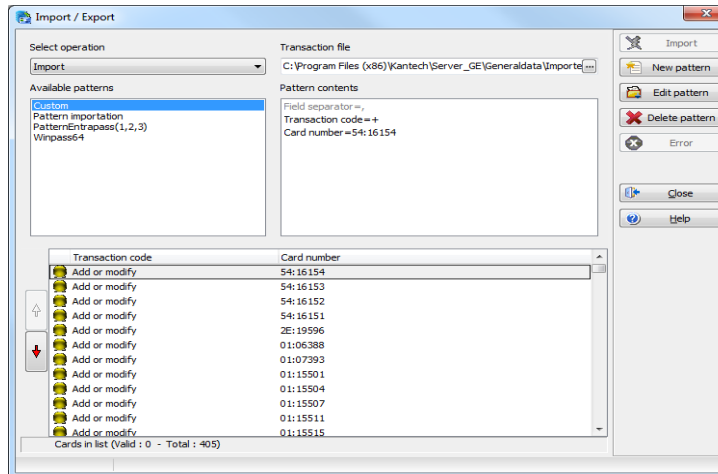 Import / Export
Select operation
Import
Transaction file
C:\Program Files (x86)\Kantech\Server_GE\Generaldata\Importe
...
Available patterns
Custom
Pattern importation
PatternEntrapass(1,2,3)
Winpass64
Pattern contents
Field separator=,
Transaction code=+
Card number=54:16154
Import
New pattern
Edit pattern
Delete pattern
Error
Close
Help
Transaction code Card number
Add or modify 54:16154
Add or modify 54:16153
Add or modify 54:16152
Add or modify 54:16151
Add or modify 2E:19596
Add or modify 01:06388
Add or modify 01:07393
Add or modify 01:15501
Add or modify 01:15504
Add or modify 01:15507
Add or modify 01:15511
Add or modify 01:15515
Cards in list (Valid : 0 - Total : 405)